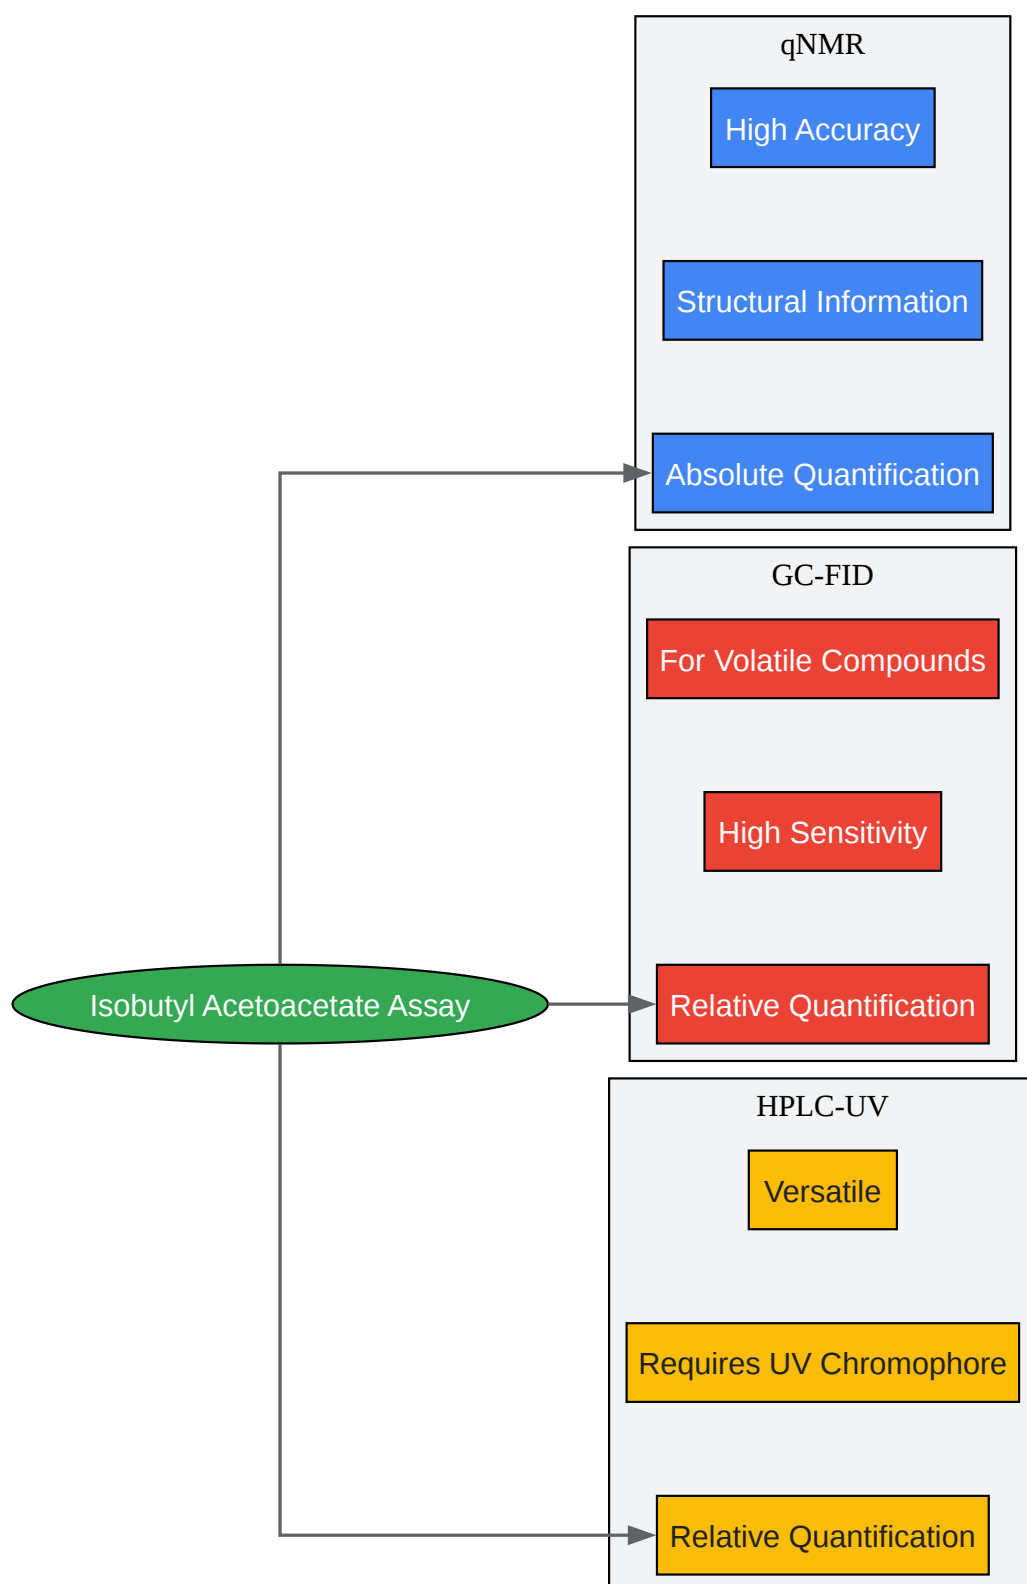 qNMR
High Accuracy
Structural Information
Absolute Quantification
GC-FID
For Volatile Compounds
High Sensitivity
Isobutyl Acetoacetate Assay
Relative Quantification
HPLC-UV
Versatile
Requires UV Chromophore
Relative Quantification